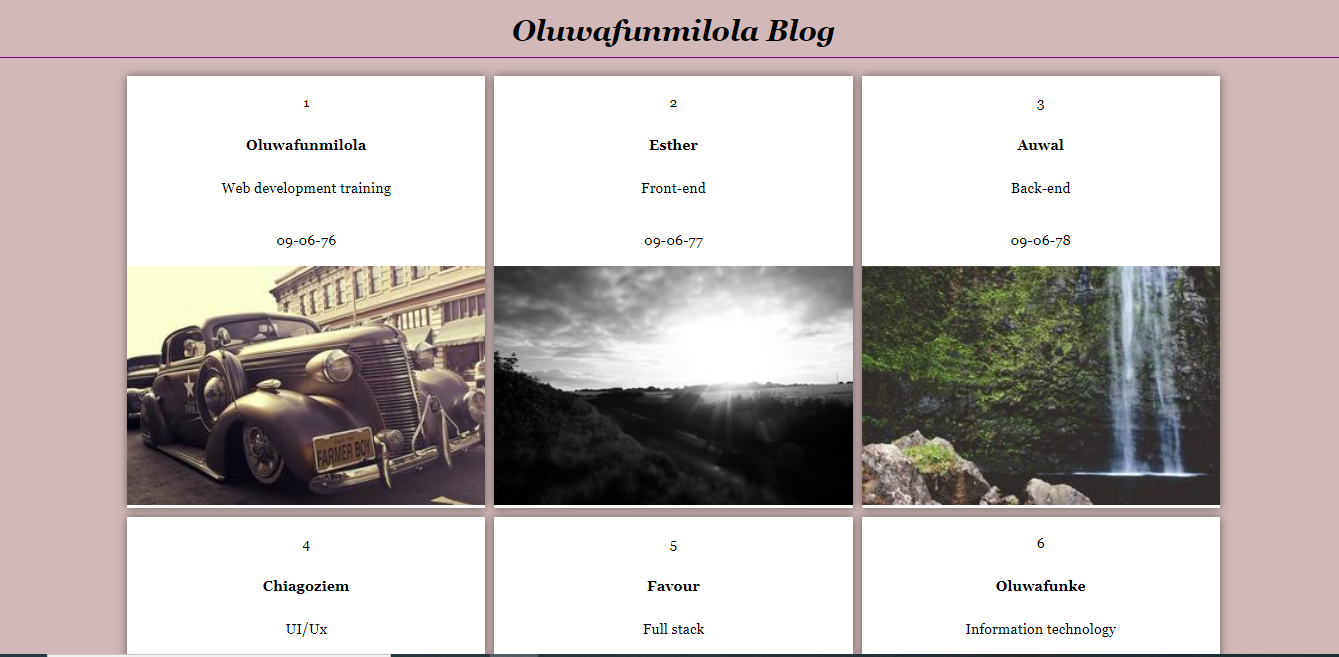 Oluwafunmilola Blog
1
Oluwafunmilola
Web development training
09-06-76
2
Esther
Front-end
09-06-77
3
Auwal
Back-end
09-06-78
FARMER BOY
4
Chiagoziem
UI/Ux
5
Favour
Full stack
6
Oluwafunke
Information technology